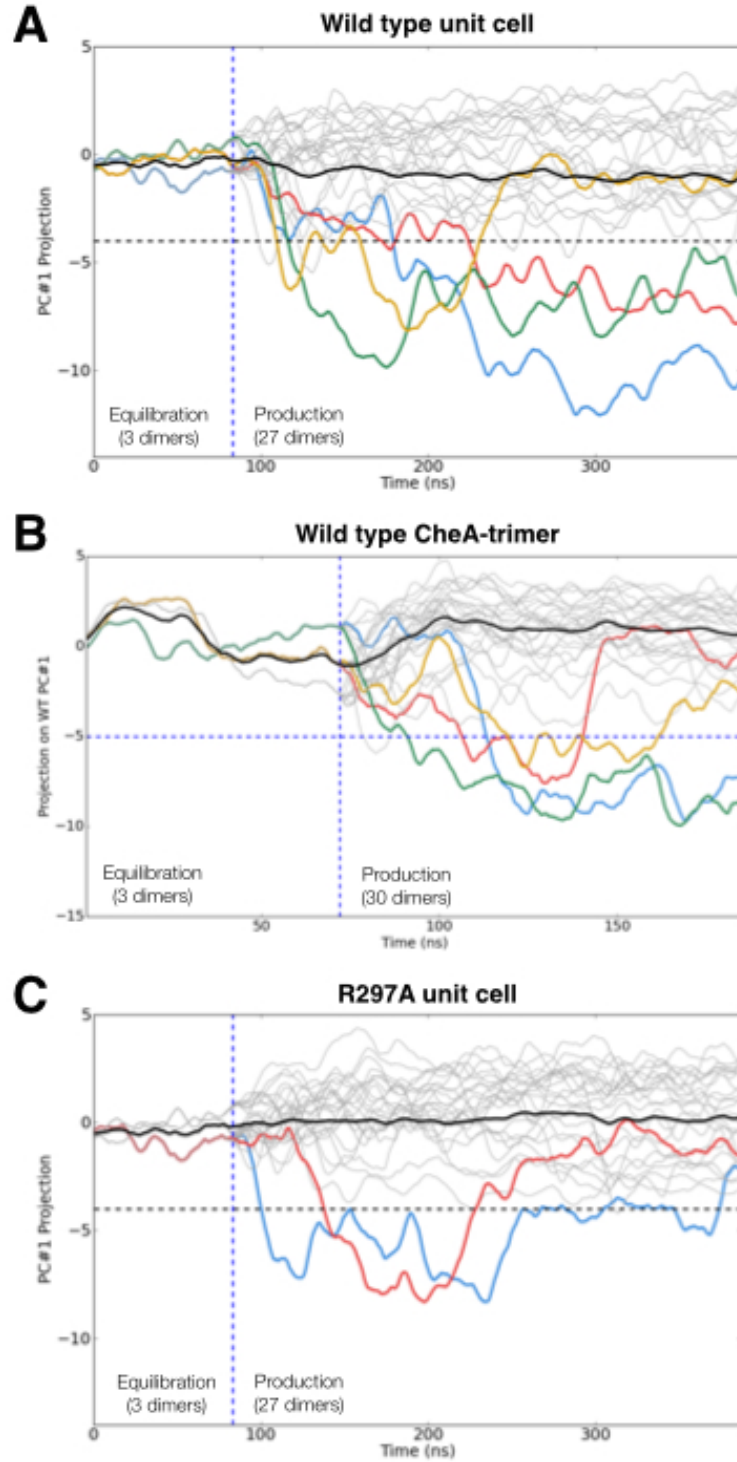 A
Wild type unit cell
5
0
−5
−10
PC#1 Projection
Equilibration
(3 dimers)
Production
(27 dimers)
0
100
200
300
Time (ns)
B
Wild type CheA-trimer
5
0
−5
−10
−15
Projection on WT PC#1
Equilibration
(3 dimers)
Production
(30 dimers)
50
100
150
Time (ns)
C
R297A unit cell
5
0
−5
−10
PC#1 Projection
Equilibration
(3 dimers)
Production
(27 dimers)
0
100
200
300
Time (ns)